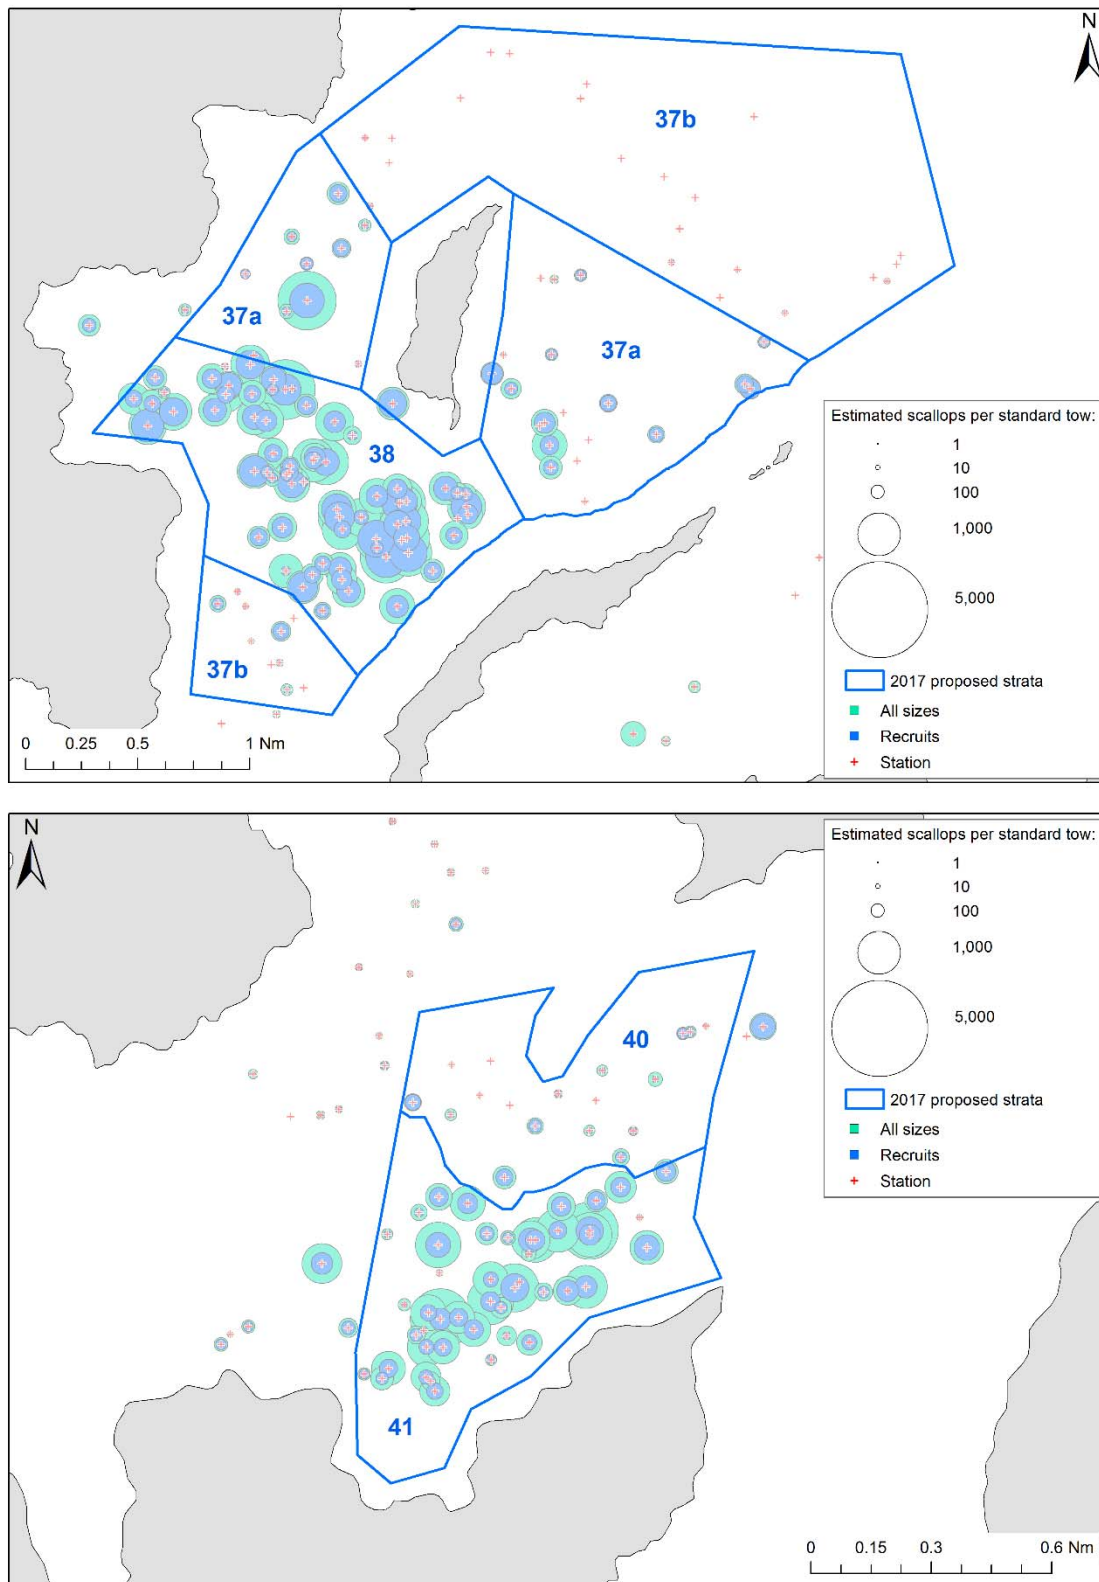 N
37b
37a
37a
38
37b
Estimated scallops per standard tow:
1
10
100
1,000
5,000
2017 proposed strata
All sizes
Recruits
Station
0 0.25 0.5 1 Nm
N
Estimated scallops per standard tow:
1
10
100
1,000
5,000
2017 proposed strata
All sizes
Recruits
Station
40
41
0 0.15 0.3 0.6 Nm